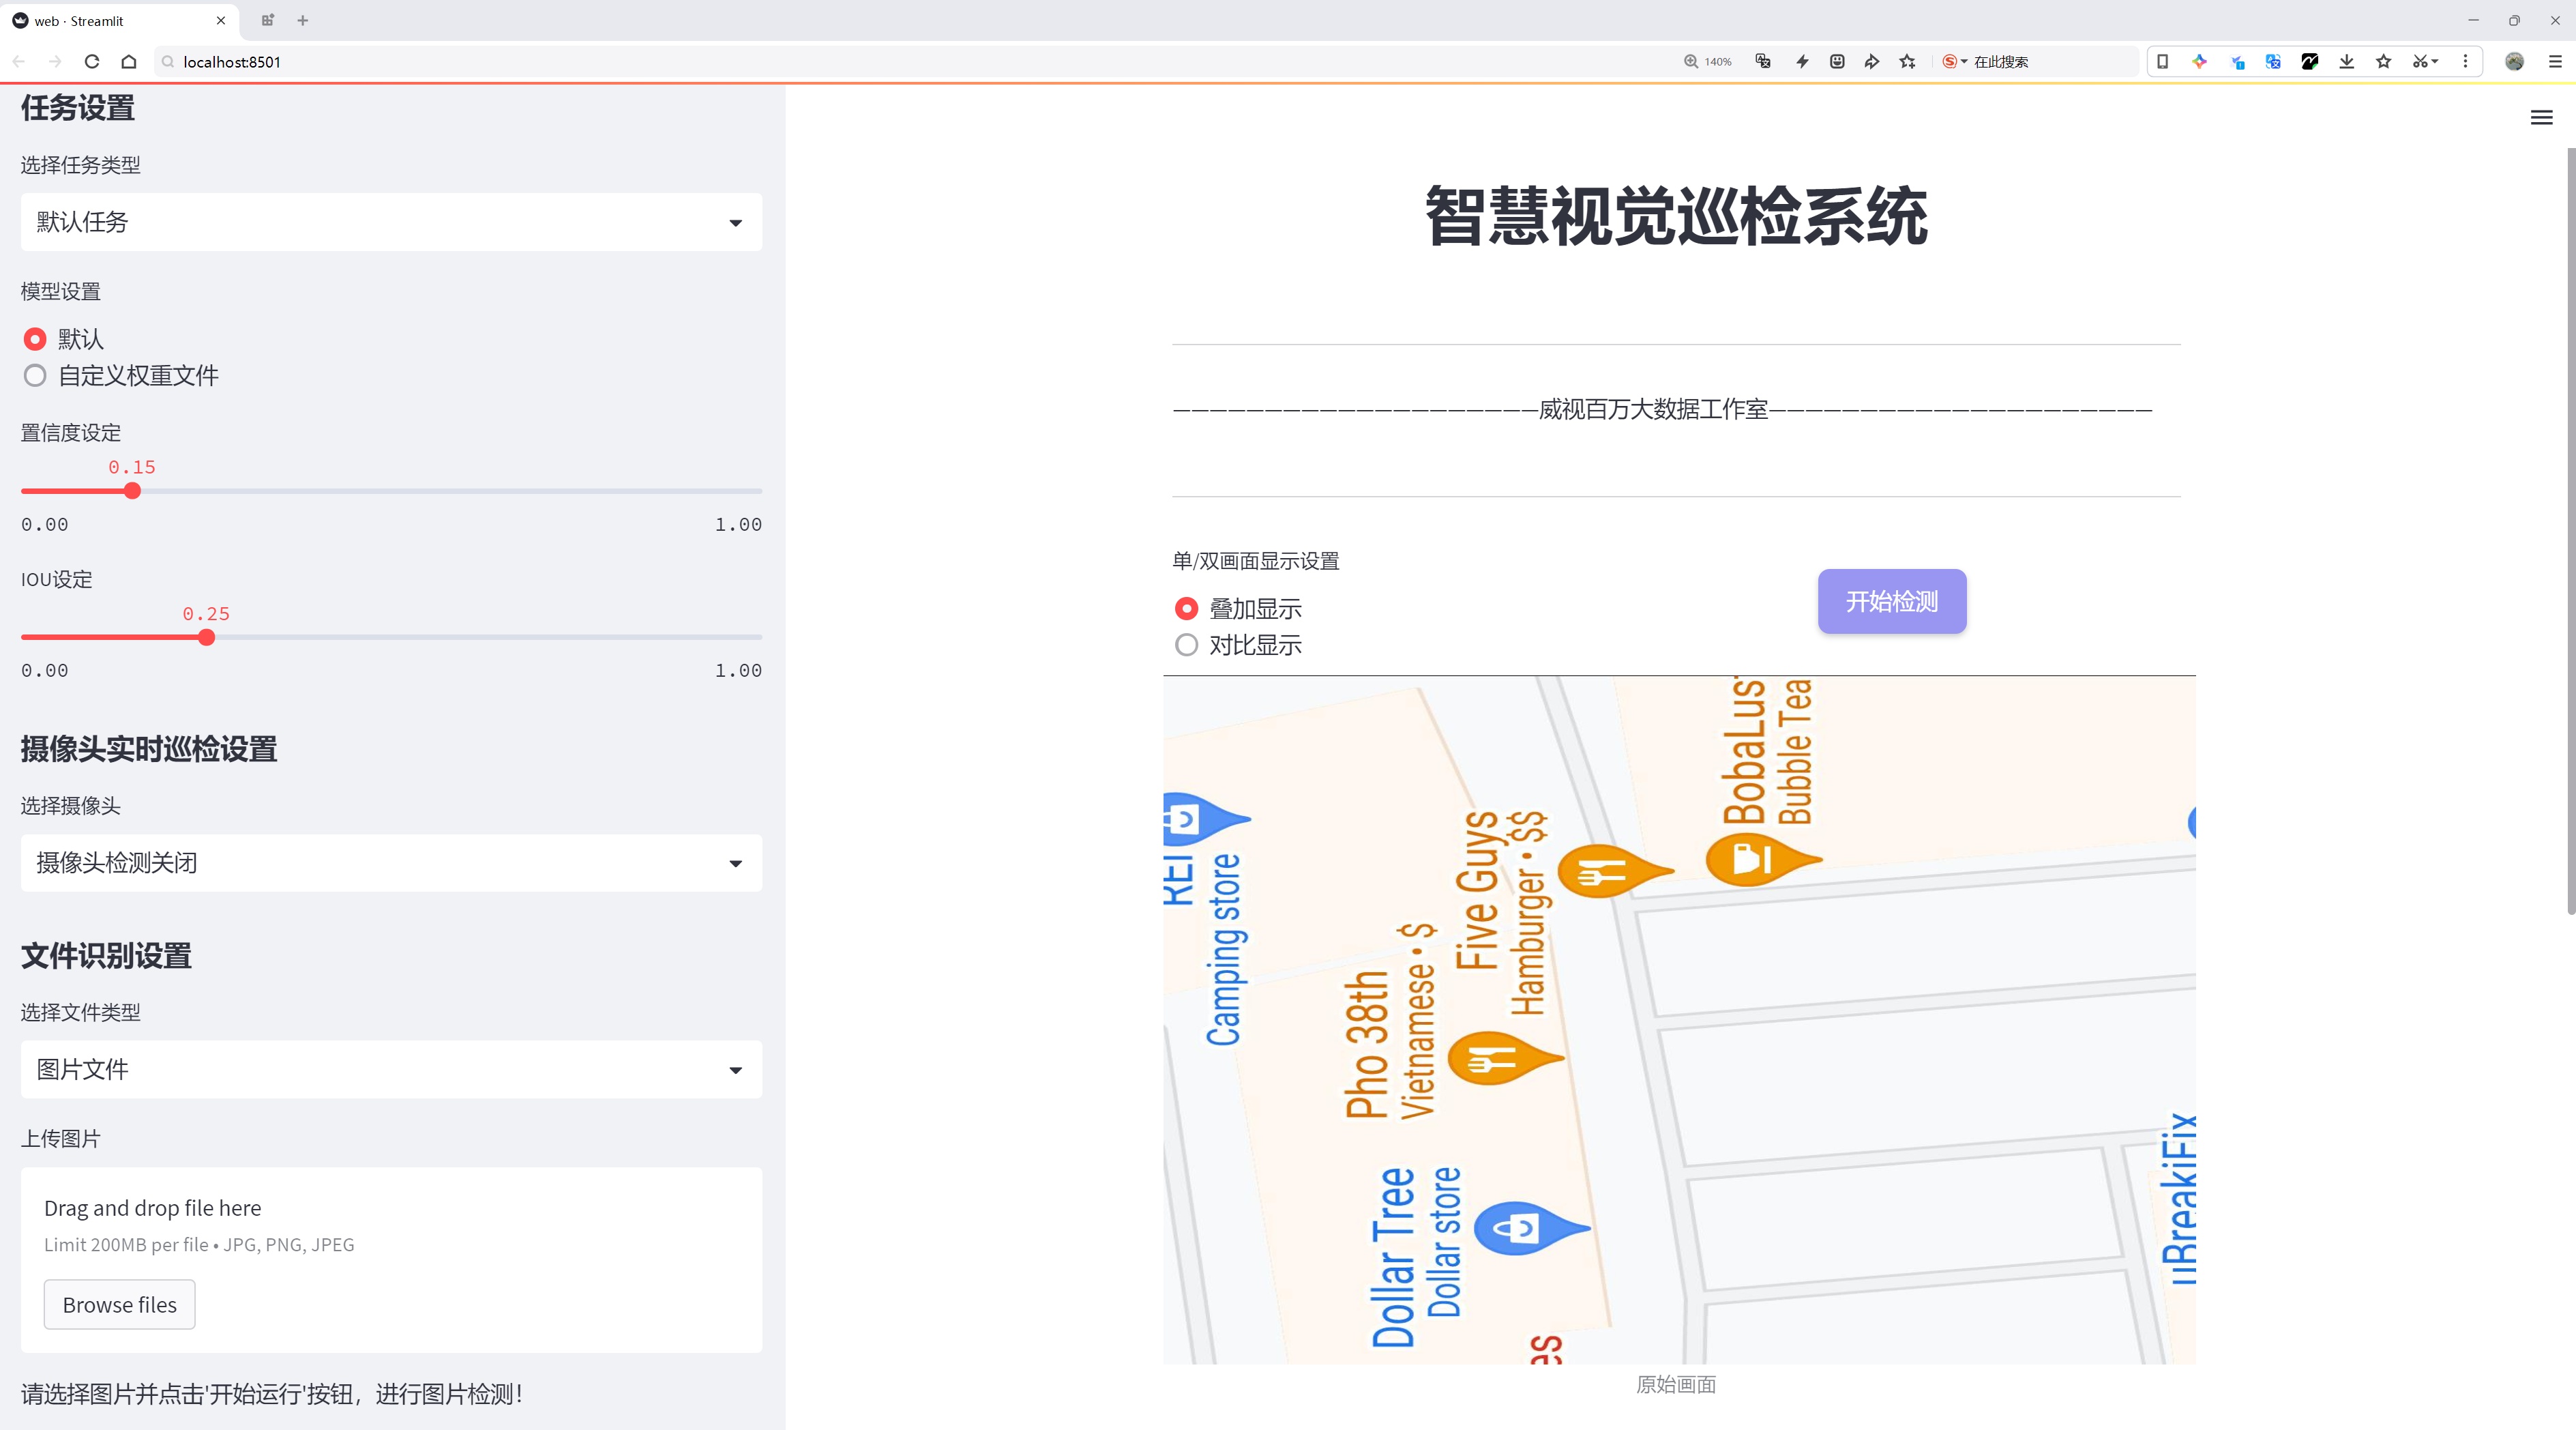 web · Streamlit
localhost:8501
140%
在此搜索
任务设置
选择任务类型
默认任务
模型设置
默认
自定义权重文件
置信度设定
0.15
0.00
1.00
IOU设定
0.25
0.00
1.00
摄像头实时巡检设置
选择摄像头
摄像头检测关闭
文件识别设置
选择文件类型
图片文件
上传图片
Drag and drop file here
Limit 200MB per file • JPG, PNG, JPEG
Browse files
请选择图片并点击'开始运行'按钮，进行图片检测！
智慧视觉巡检系统
————————————————————威视百万大数据工作室—————————————————————
单/双画面显示设置
叠加显示
对比显示
开始检测
REI
Camping store
Pho 38th
Vietnamese • $
Five Guys
Hamburger • $$
BobaLus
Bubble Tea
Dollar Tree
Dollar store
es
uBreakiFix
原始画面